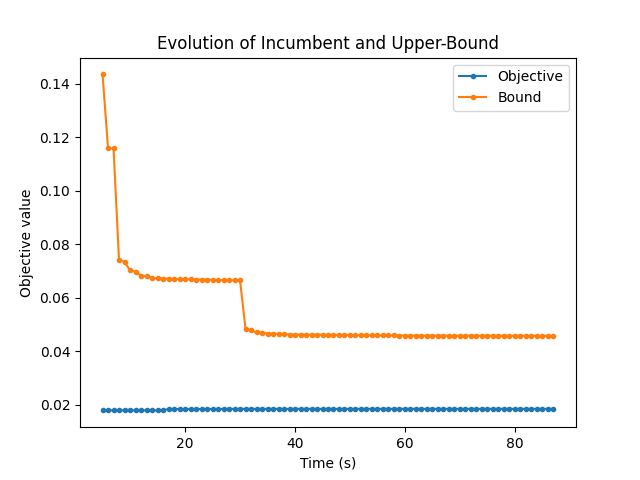 Evolution of Incumbent and Upper-Bound
Objective
Bound
Objective value
0.14
0.12
0.10
0.08
0.06
0.04
0.02
20
40
60
80
Time (s)